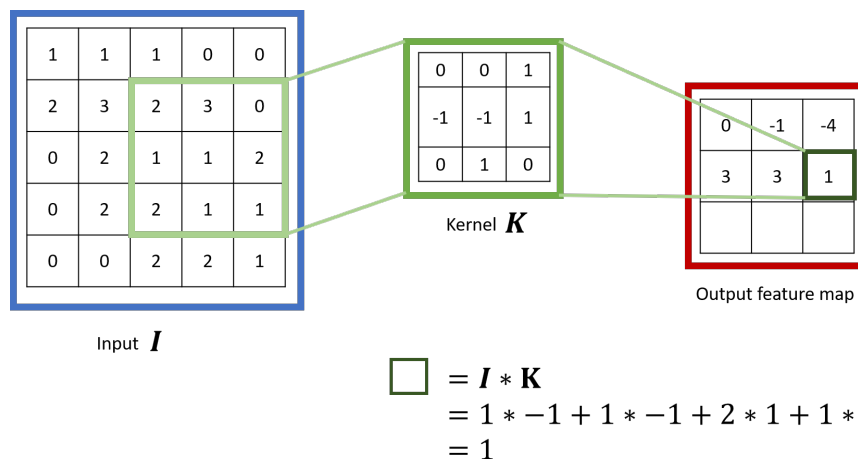 1 1 1 0 0
2 3 2 3 0
0 2 1 1 2
0 2 2 1 1
0 0 2 2 1
Input I
0 0 1
-1 -1 1
0 1 0
Kernel K
0 -1 -4
3 3 1
Output feature map
= I * K
= 1 * −1 + 1 * −1 + 2 * 1 + 1 *
= 1